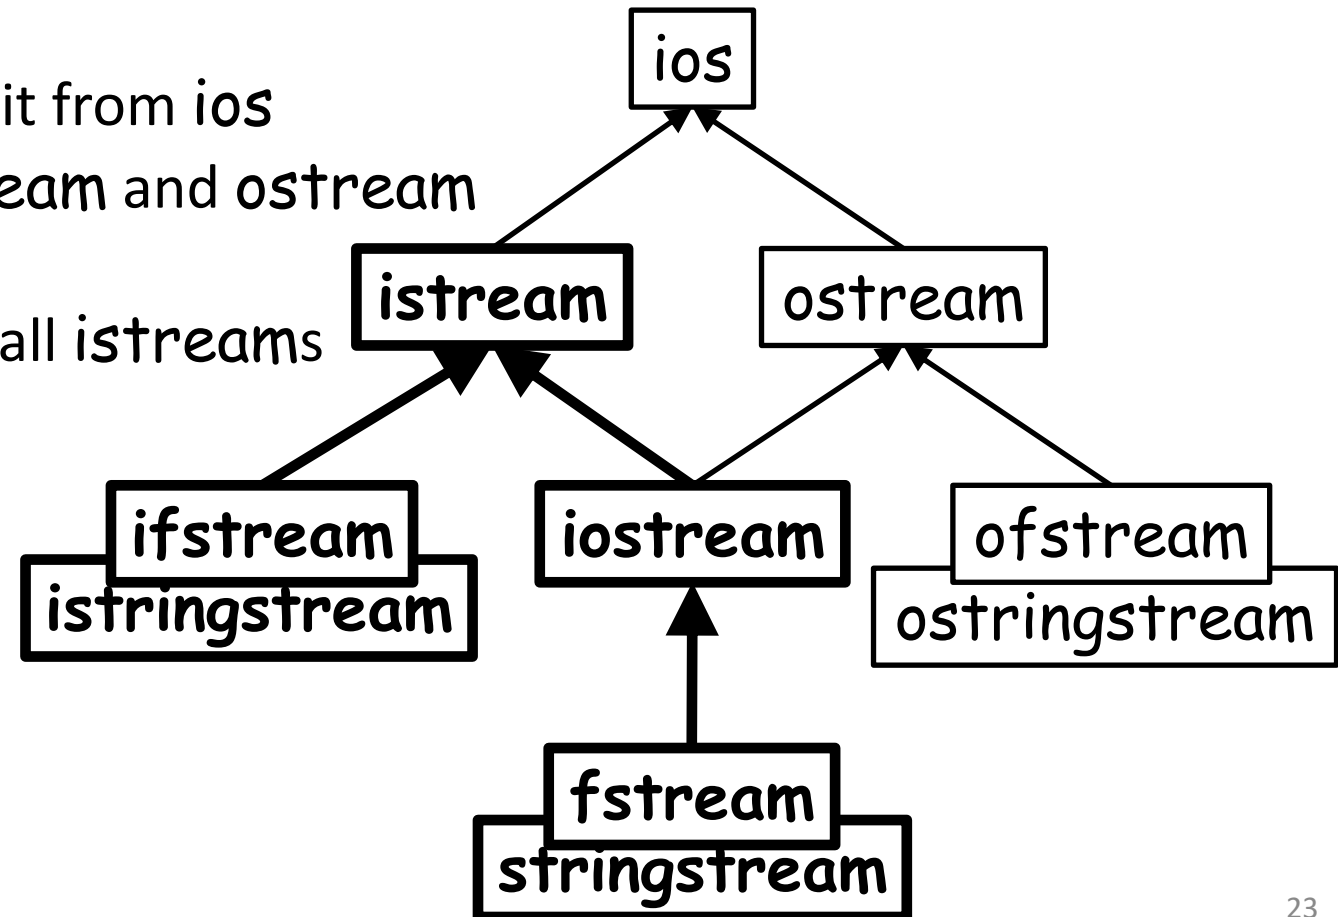 ios
it from ios
eam and ostream
istream
ostream
all istreams
ifstream
iostream
ofstream
istringstream
ostringstream
fstream
stringstream
23